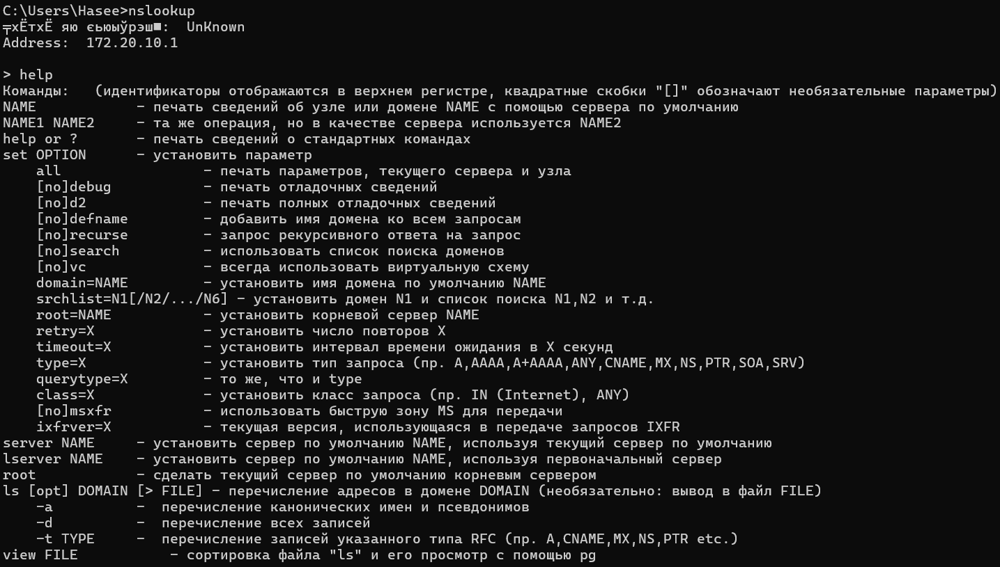 C:\Users\Hasee>nslookup
╤хЁтхЁ яю єьюыўрэш■:  UnKnown
Address:  172.20.10.1

> help
Команды:   (идентификаторы отображаются в верхнем регистре, квадратные скобки "[]" обозначают необязательные параметры)
NAME            - печать сведений об узле или домене NAME с помощью сервера по умолчанию
NAME1 NAME2     - та же операция, но в качестве сервера используется NAME2
help or ?       - печать сведений о стандартных командах
set OPTION      - установить параметр
    all                 - печать параметров, текущего сервера и узла
    [no]debug           - печать отладочных сведений
    [no]d2              - печать полных отладочных сведений
    [no]defname         - добавить имя домена ко всем запросам
    [no]recurse         - запрос рекурсивного ответа на запрос
    [no]search          - использовать список поиска доменов
    [no]vc              - всегда использовать виртуальную схему
    domain=NAME         - установить имя домена по умолчанию NAME
    srchlist=N1[/N2/.../N6] - установить домен N1 и список поиска N1,N2 и т.д.
    root=NAME           - установить корневой сервер NAME
    retry=X             - установить число повторов X
    timeout=X           - установить интервал времени ожидания в X секунд
    type=X              - установить тип запроса (пр. A,AAAA,A+AAAA,ANY,CNAME,MX,NS,PTR,SOA,SRV)
    querytype=X         - то же, что и type
    class=X             - установить класс запроса (пр. IN (Internet), ANY)
    [no]msxfr           - использовать быструю зону MS для передачи
    ixfrver=X           - текущая версия, использующаяся в передаче запросов IXFR
server NAME     - установить сервер по умолчанию NAME, используя текущий сервер по умолчанию
lserver NAME    - установить сервер по умолчанию NAME, используя первоначальный сервер
root            - сделать текущий сервер по умолчанию корневым сервером
ls [opt] DOMAIN [> FILE] - перечисление адресов в домене DOMAIN (необязательно: вывод в файл FILE)
    -a          -  перечисление канонических имен и псевдонимов
    -d          -  перечисление всех записей
    -t TYPE     -  перечисление записей указанного типа RFC (пр. A,CNAME,MX,NS,PTR etc.)
view FILE           - сортировка файла "ls" и его просмотр с помощью pg